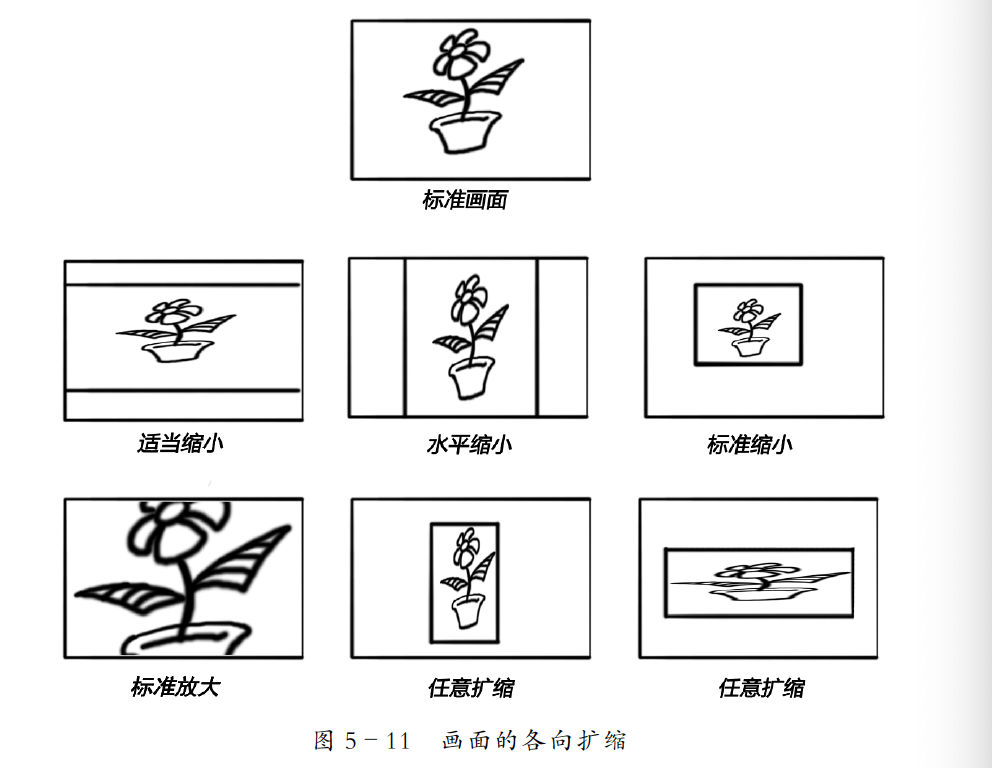 标准画面
适当缩小
水平缩小
标准缩小
标准放大
任意扩缩
任意扩缩
图 5-11 画面的各向扩缩